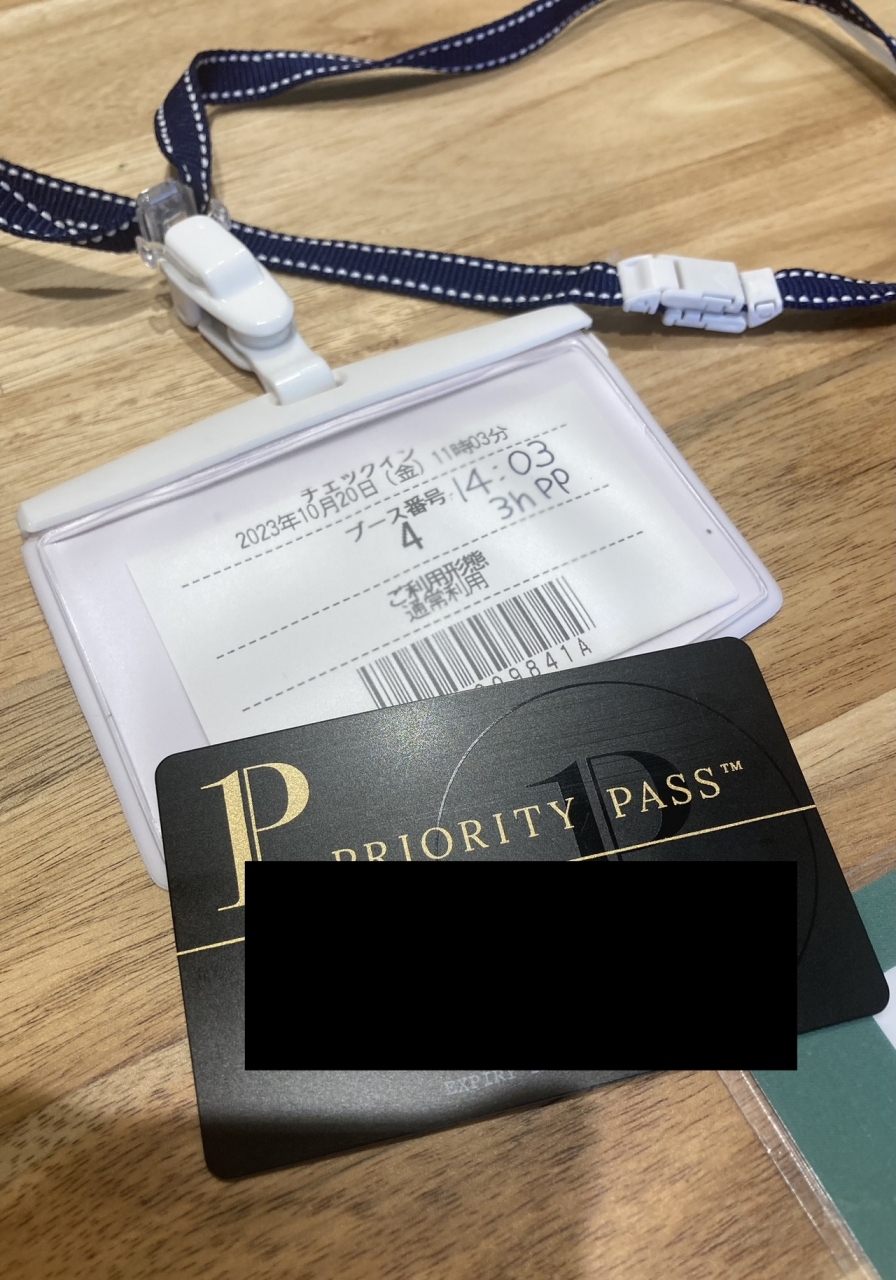 チェックイン
2023年10月20日（金）11時03分
ブース番号
4
14:03
3h PP
ご利用形態
通常利用
09841A
P
PRIORITY PASS™